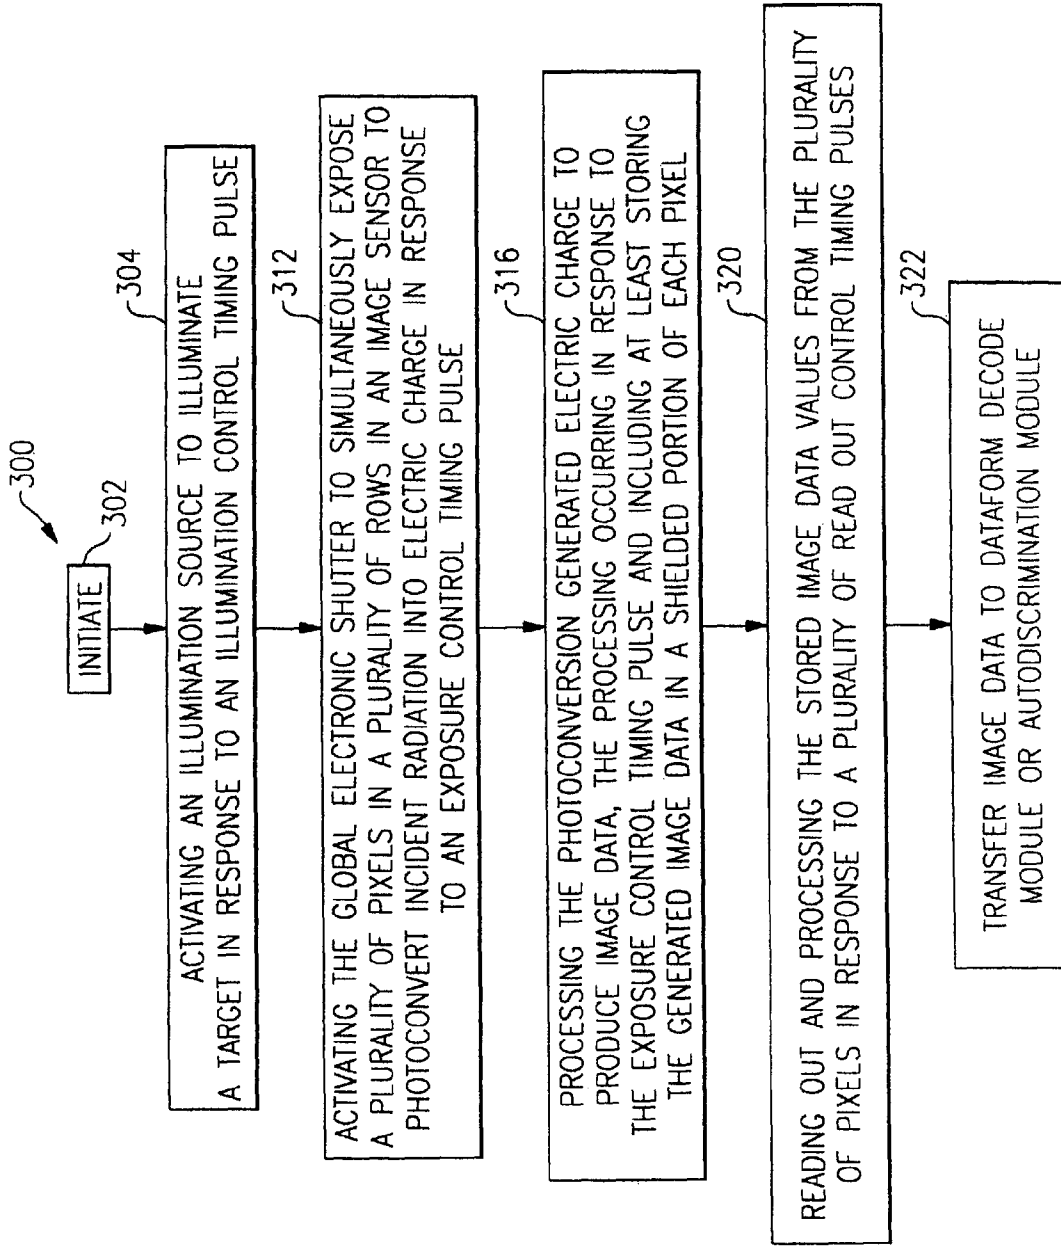 300
302
INITIATE
304
ACTIVATING AN ILLUMINATION SOURCE TO ILLUMINATE
A TARGET IN RESPONSE TO AN ILLUMINATION CONTROL TIMING PULSE
312
ACTIVATING THE GLOBAL ELECTRONIC SHUTTER TO SIMULTANEOUSLY EXPOSE
A PLURALITY OF PIXELS IN A PLURALITY OF ROWS IN AN IMAGE SENSOR TO
PHOTOCONVERT INCIDENT RADIATION INTO ELECTRIC CHARGE IN RESPONSE
TO AN EXPOSURE CONTROL TIMING PULSE
316
PROCESSING THE PHOTOCONVERSION GENERATED ELECTRIC CHARGE TO
PRODUCE IMAGE DATA, THE PROCESSING OCCURRING IN RESPONSE TO
THE EXPOSURE CONTROL TIMING PULSE AND INCLUDING AT LEAST STORING
THE GENERATED IMAGE DATA IN A SHIELDED PORTION OF EACH PIXEL
320
READING OUT AND PROCESSING THE STORED IMAGE DATA VALUES FROM THE PLURALITY
OF PIXELS IN RESPONSE TO A PLURALITY OF READ OUT CONTROL TIMING PULSES
322
TRANSFER IMAGE DATA TO DATAFORM DECODE
MODULE OR AUTODISCRIMINATION MODULE